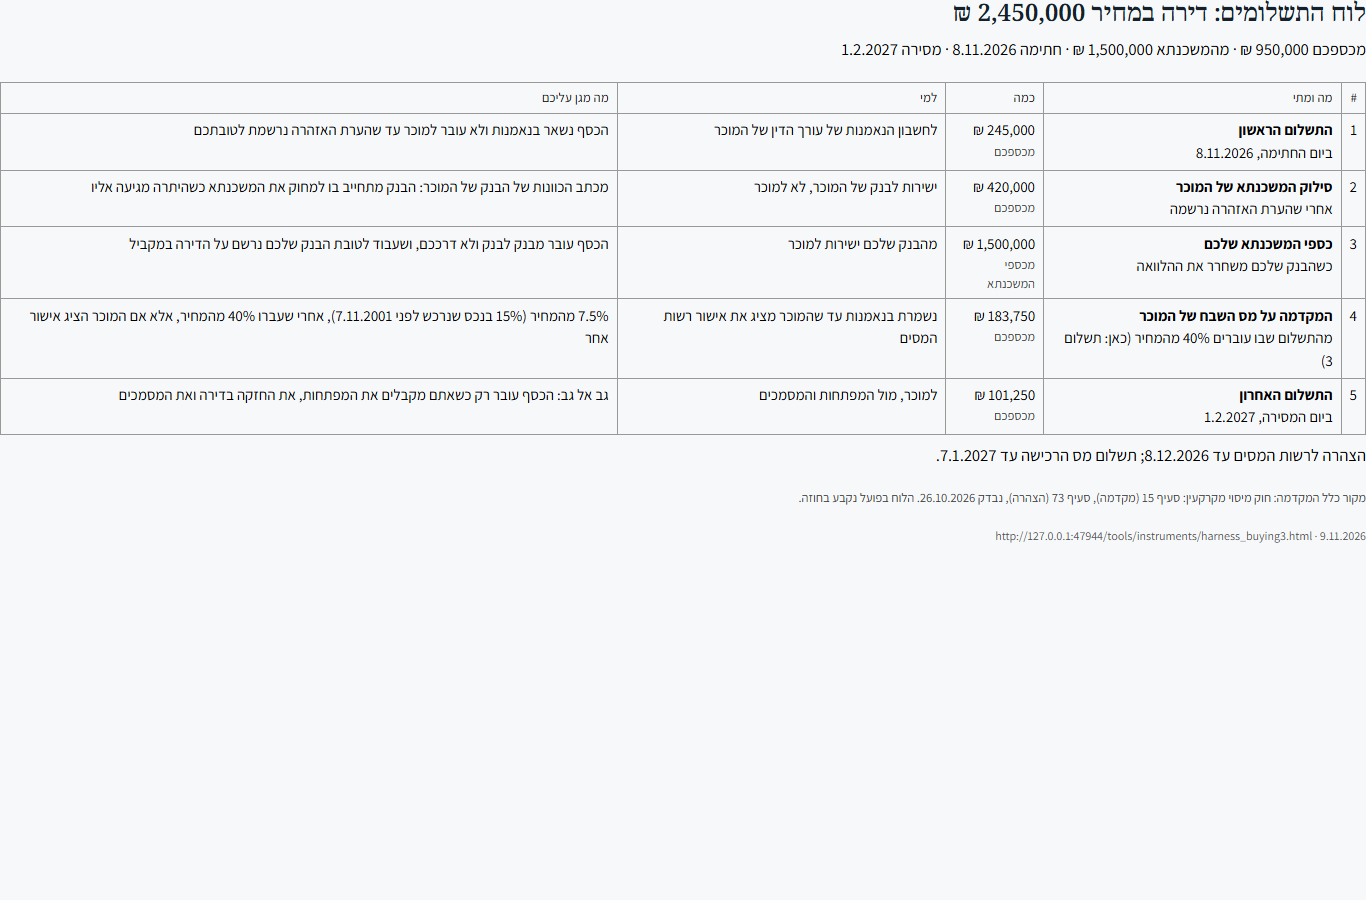 לוח התשלומים: דירה במחיר 2,450,000 ₪
מכספכם 950,000 ₪ · מהמשכנתא 1,500,000 ₪ · חתימה 8.11.2026 · מסירה 1.2.2027
# מה ומתי כמה למי מה מגן עליכם
1 התשלום הראשון 245,000 ₪ לחשבון הנאמנות של עורך הדין של המוכר הכסף נשאר בנאמנות ולא עובר למוכר עד שהערת האזהרה נרשמת לטובתכם
ביום החתימה, 8.11.2026 מכספכם
2 סילוק המשכנתא של המוכר 420,000 ₪ ישירות לבנק של המוכר, לא למוכר מכתב הכוונות של הבנק של המוכר: הבנק מתחייב בו למחוק את המשכנתא כשהיתרה מגיעה אליו
אחרי שהערת האזהרה נרשמה מכספכם
3 כספי המשכנתא שלכם 1,500,000 ₪ מהבנק שלכם ישירות למוכר הכסף עובר מבנק לבנק ולא דרככם, ושעבוד לטובת הבנק שלכם נרשם על הדירה במקביל
כשהבנק שלכם משחרר את ההלוואה מכספי
המשכנתא
4 המקדמה על מס השבח של המוכר 183,750 ₪ נשמרת בנאמנות עד שהמוכר מציג את אישור רשות 7.5% מהמחיר (15% בנכס שנרכש לפני 7.11.2001), אחרי שעברו 40% מהמחיר, אלא אם המוכר הציג אישור
מהתשלום שבו עוברים 40% מהמחיר (כאן: תשלום מכספכם המסים אחר
3)
5 התשלום האחרון 101,250 ₪ למוכר, מול המפתחות והמסמכים גב אל גב: הכסף עובר רק כשאתם מקבלים את המפתחות, את החזקה בדירה ואת המסמכים
ביום המסירה, 1.2.2027 מכספכם
הצהרה לרשות המסים עד 8.12.2026; תשלום מס הרכישה עד 7.1.2027.
מקור כלל המקדמה: חוק מיסוי מקרקעין: סעיף 15 (מקדמה), סעיף 73 (הצהרה), נבדק 26.10.2026. הלוח בפועל נקבע בחוזה.
http://127.0.0.1:47944/tools/instruments/harness_buying3.html · 9.11.2026